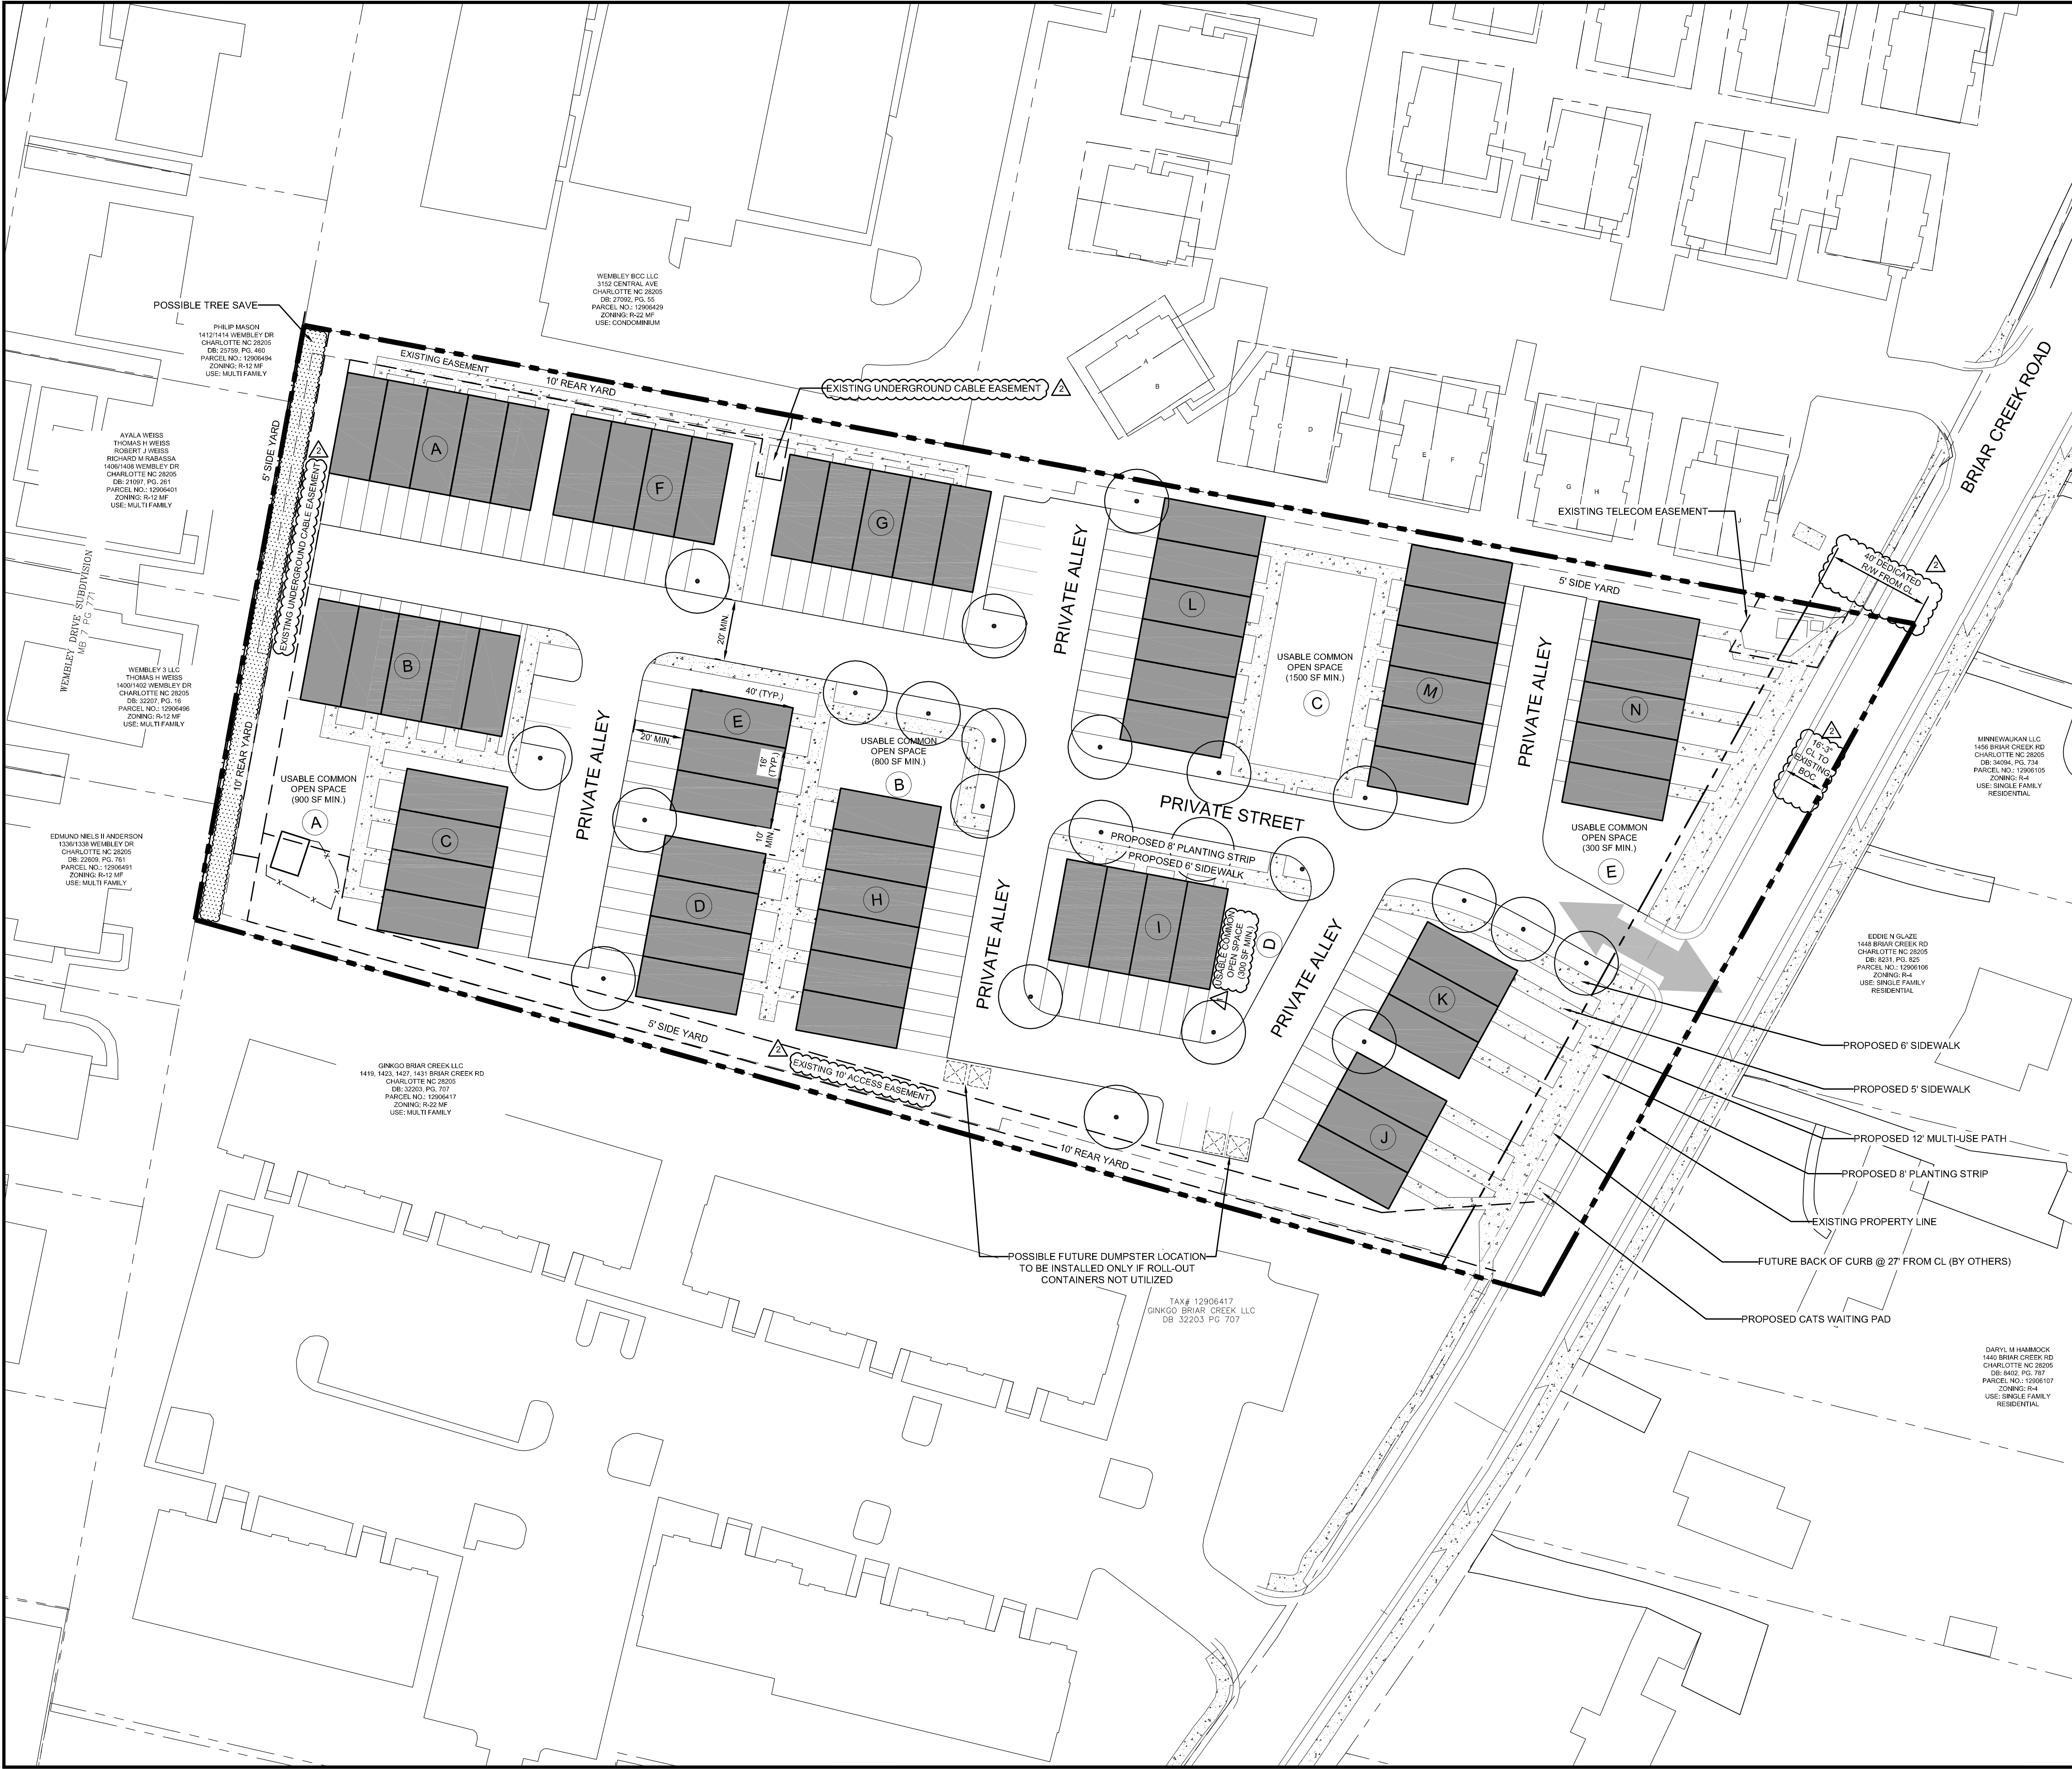 POSSIBLE TREE SAVE
PHILIP MASON
1412/1414 WEMBLEY DR
CHARLOTTE NC 28205
DB: 25759, PG. 460
PARCEL NO.: 12906494
ZONING: R-12 MF
USE: MULTI FAMILY
WEMBLEY BCC LLC
3152 CENTRAL AVE
CHARLOTTE NC 28205
DB: 27092, PG. 55
PARCEL NO.: 12906429
ZONING: R-22 MF
USE: CONDOMINIUM
EXISTING EASEMENT
10' REAR YARD
EXISTING UNDERGROUND CABLE EASEMENT
2
A
B
C
D
E
F
G
H
J
BRIAR CREEK ROAD
EXISTING TELECOM EASEMENT
40' DEDICATED
R/W FROM CL
2
5' SIDE YARD
AYALA WEISS
THOMAS H WEISS
ROBERT J WEISS
RICHARD M RABASSA
1406/1408 WEMBLEY DR
CHARLOTTE NC 28205
DB: 21097, PG. 261
PARCEL NO.: 12906401
ZONING: R-12 MF
USE: MULTI FAMILY
5' SIDE YARD
2
EXISTING UNDERGROUND CABLE EASEMENT
10' REAR YARD
WEMBLEY DRIVE SUBDIVISION
MB 7 PG 771
WEMBLEY 3 LLC
THOMAS H WEISS
1400/1402 WEMBLEY DR
CHARLOTTE NC 28205
DB: 32207, PG. 16
PARCEL NO.: 12906496
ZONING: R-12 MF
USE: MULTI FAMILY
EDMUND NIELS II ANDERSON
1336/1338 WEMBLEY DR
CHARLOTTE NC 28205
DB: 22609, PG. 761
PARCEL NO.: 12906491
ZONING: R-12 MF
USE: MULTI FAMILY
A
F
G
B
C
USABLE COMMON
OPEN SPACE
(900 SF MIN.)
A
X
X
X
X
PRIVATE ALLEY
20' MIN.
40' (TYP.)
20' MIN.
16'
(TYP.)
10'
MIN.
E
D
H
USABLE COMMON
OPEN SPACE
(800 SF MIN.)
B
PRIVATE ALLEY
PRIVATE ALLEY
L
USABLE COMMON
OPEN SPACE
(1500 SF MIN.)
C
M
PRIVATE ALLEY
N
PRIVATE STREET
PROPOSED 8' PLANTING STRIP
PROPOSED 6' SIDEWALK
I
USABLE COMMON
OPEN SPACE
(300 SF MIN.)
D
PRIVATE ALLEY
USABLE COMMON
OPEN SPACE
(300 SF MIN.)
E
2
16'-3"
CL TO
EXISTING
BOC
K
J
MINNEWAUKAN LLC
1456 BRIAR CREEK RD
CHARLOTTE NC 28205
DB: 34094, PG. 734
PARCEL NO.: 12906105
ZONING: R-4
USE: SINGLE FAMILY
RESIDENTIAL
EDDIE N GLAZE
1448 BRIAR CREEK RD
CHARLOTTE NC 28205
DB: 8231, PG. 825
PARCEL NO.: 12906106
ZONING: R-4
USE: SINGLE FAMILY
RESIDENTIAL
PROPOSED 6' SIDEWALK
PROPOSED 5' SIDEWALK
PROPOSED 12' MULTI-USE PATH
PROPOSED 8' PLANTING STRIP
EXISTING PROPERTY LINE
FUTURE BACK OF CURB @ 27' FROM CL (BY OTHERS)
PROPOSED CATS WAITING PAD
5' SIDE YARD
2
EXISTING 10' ACCESS EASEMENT
10' REAR YARD
GINKGO BRIAR CREEK LLC
1419, 1423, 1427, 1431 BRIAR CREEK RD
CHARLOTTE NC 28205
DB: 32203, PG. 707
PARCEL NO.: 12906417
ZONING: R-22 MF
USE: MULTI FAMILY
POSSIBLE FUTURE DUMPSTER LOCATION
TO BE INSTALLED ONLY IF ROLL-OUT
CONTAINERS NOT UTILIZED
TAX# 12906417
GINKGO BRIAR CREEK LLC
DB 32203 PG 707
DARYL M HAMMOCK
1440 BRIAR CREEK RD
CHARLOTTE NC 28205
DB: 8402, PG. 787
PARCEL NO.: 12906107
ZONING: R-4
USE: SINGLE FAMILY
RESIDENTIAL